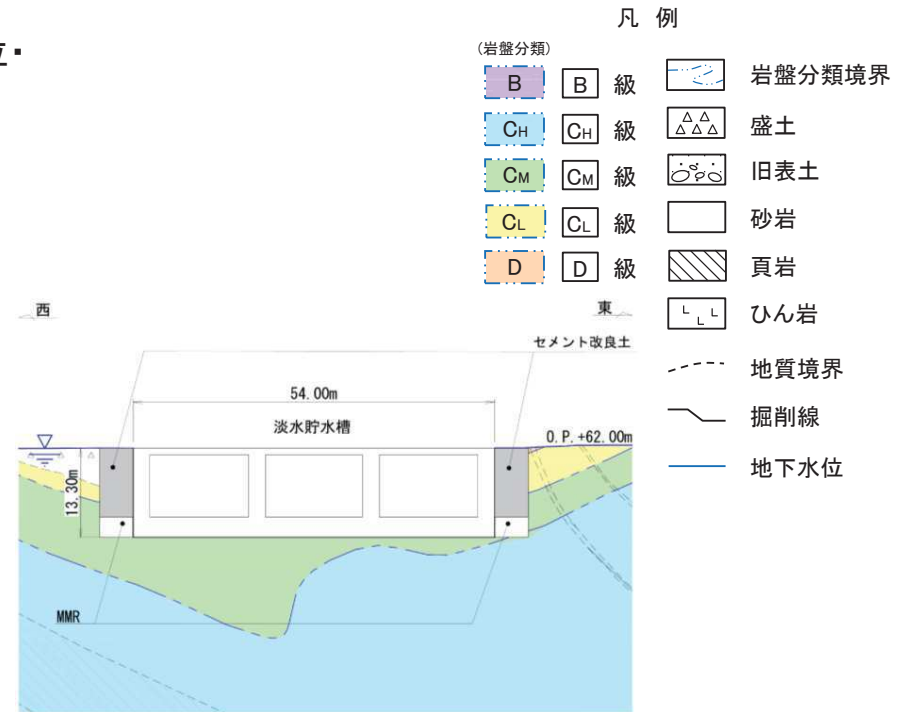 凡 例
(岩盤分類)
B B 級 岩盤分類境界
CH CH 級 盛土
CM CM 級 旧表土
CL CL 級 砂岩
D D 級 頁岩
ひん岩
地質境界
掘削線
地下水位
西 東
セメント改良土
54.00m
淡水貯水槽
O.P.+62.00m
13.30m
MMR